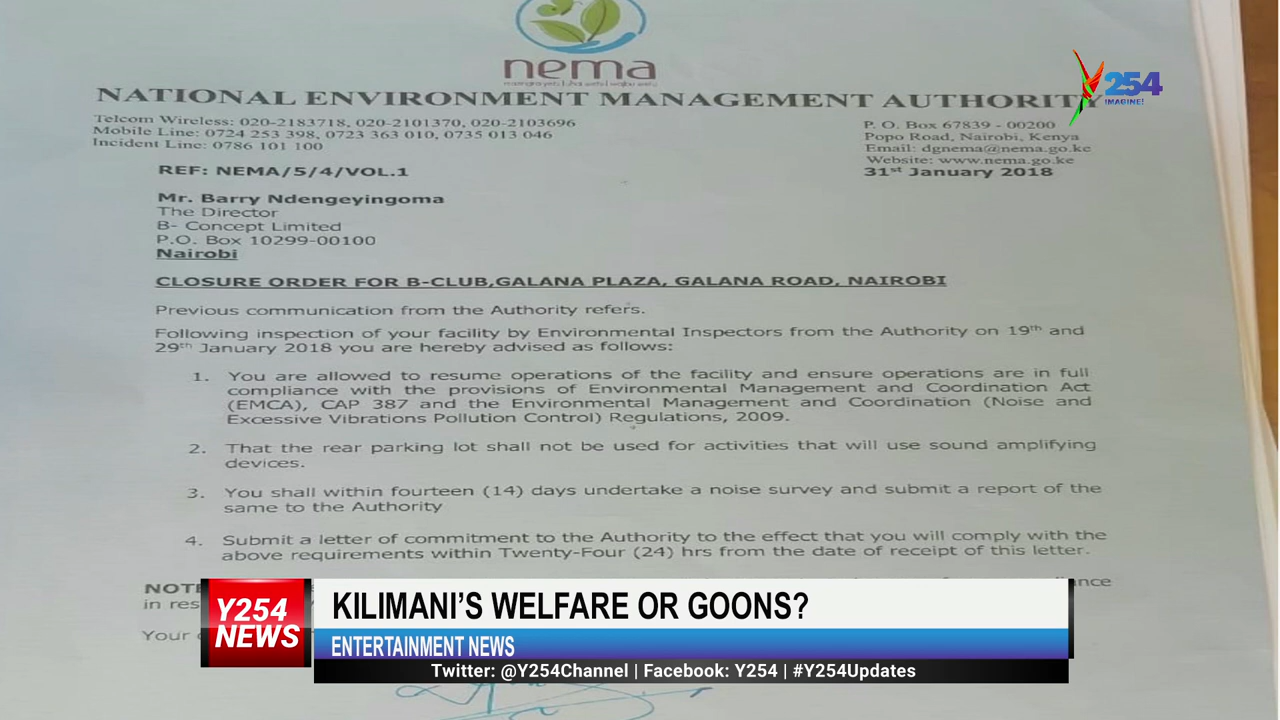 nema
NATIONAL ENVIRONMENT MANAGEMENT AUTHORITY
Y254
IMAGINE!
Telcom Wireless: 020-2183718, 020-2101370, 020-2103696
Mobile Line: 0724 253 398, 0723 363 010, 0735 013 046
Incident Line: 0786 101 100
P. O. Box 67839 - 00200
Popo Road, Nairobi, Kenya
Email: dgnema@nema.go.ke
Website: www.nema.go.ke
REF: NEMA/5/4/VOL.1
31st January 2018
Mr. Barry Ndengeyingoma
The Director
B- Concept Limited
P.O. Box 10299-00100
Nairobi
CLOSURE ORDER FOR B-CLUB,GALANA PLAZA, GALANA ROAD, NAIROBI
Previous communication from the Authority refers.
Following inspection of your facility by Environmental Inspectors from the Authority on 19th and
29th January 2018 you are hereby advised as follows:
1. You are allowed to resume operations of the facility and ensure operations are in full
compliance with the provisions of Environmental Management and Coordination Act
(EMCA), CAP 387 and the Environmental Management and Coordination (Noise and
Excessive Vibrations Pollution Control) Regulations, 2009.
2. That the rear parking lot shall not be used for activities that will use sound amplifying
devices.
3. You shall within fourteen (14) days undertake a noise survey and submit a report of the
same to the Authority
4. Submit a letter of commitment to the Authority to the effect that you will comply with the
above requirements within Twenty-Four (24) hrs from the date of receipt of this letter.
in
Y254
NEWS
KILIMANI'S WELFARE OR GOONS?
ENTERTAINMENT NEWS
Twitter: @Y254Channel | Facebook: Y254 | #Y254Updates